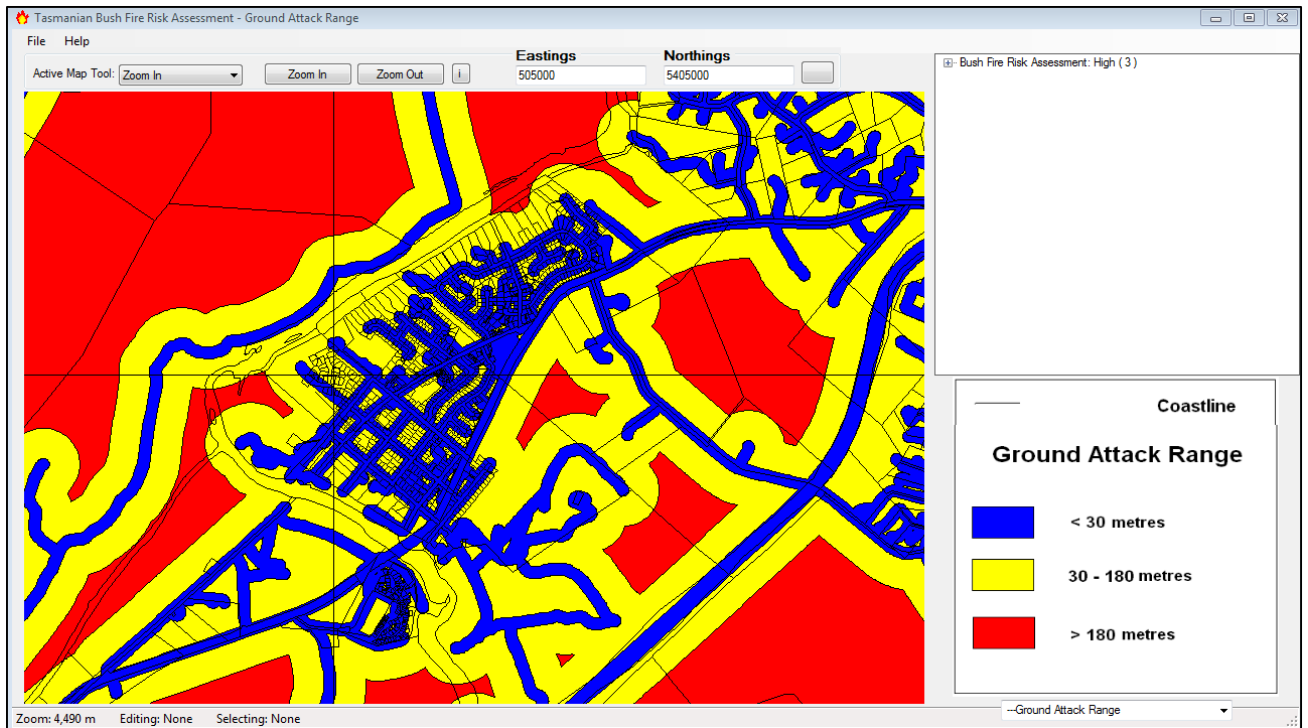 Tasmanian Bush Fire Risk Assessment - Ground Attack Range
File Help
Eastings Northings
Active Map Tool: Zoom In Zoom In Zoom Out i 505000 5405000
Bush Fire Risk Assessment: High ( 3 )
Coastline
Ground Attack Range
< 30 metres
30 - 180 metres
> 180 metres
---Ground Attack Range
Zoom: 4,490 m Editing: None Selecting: None